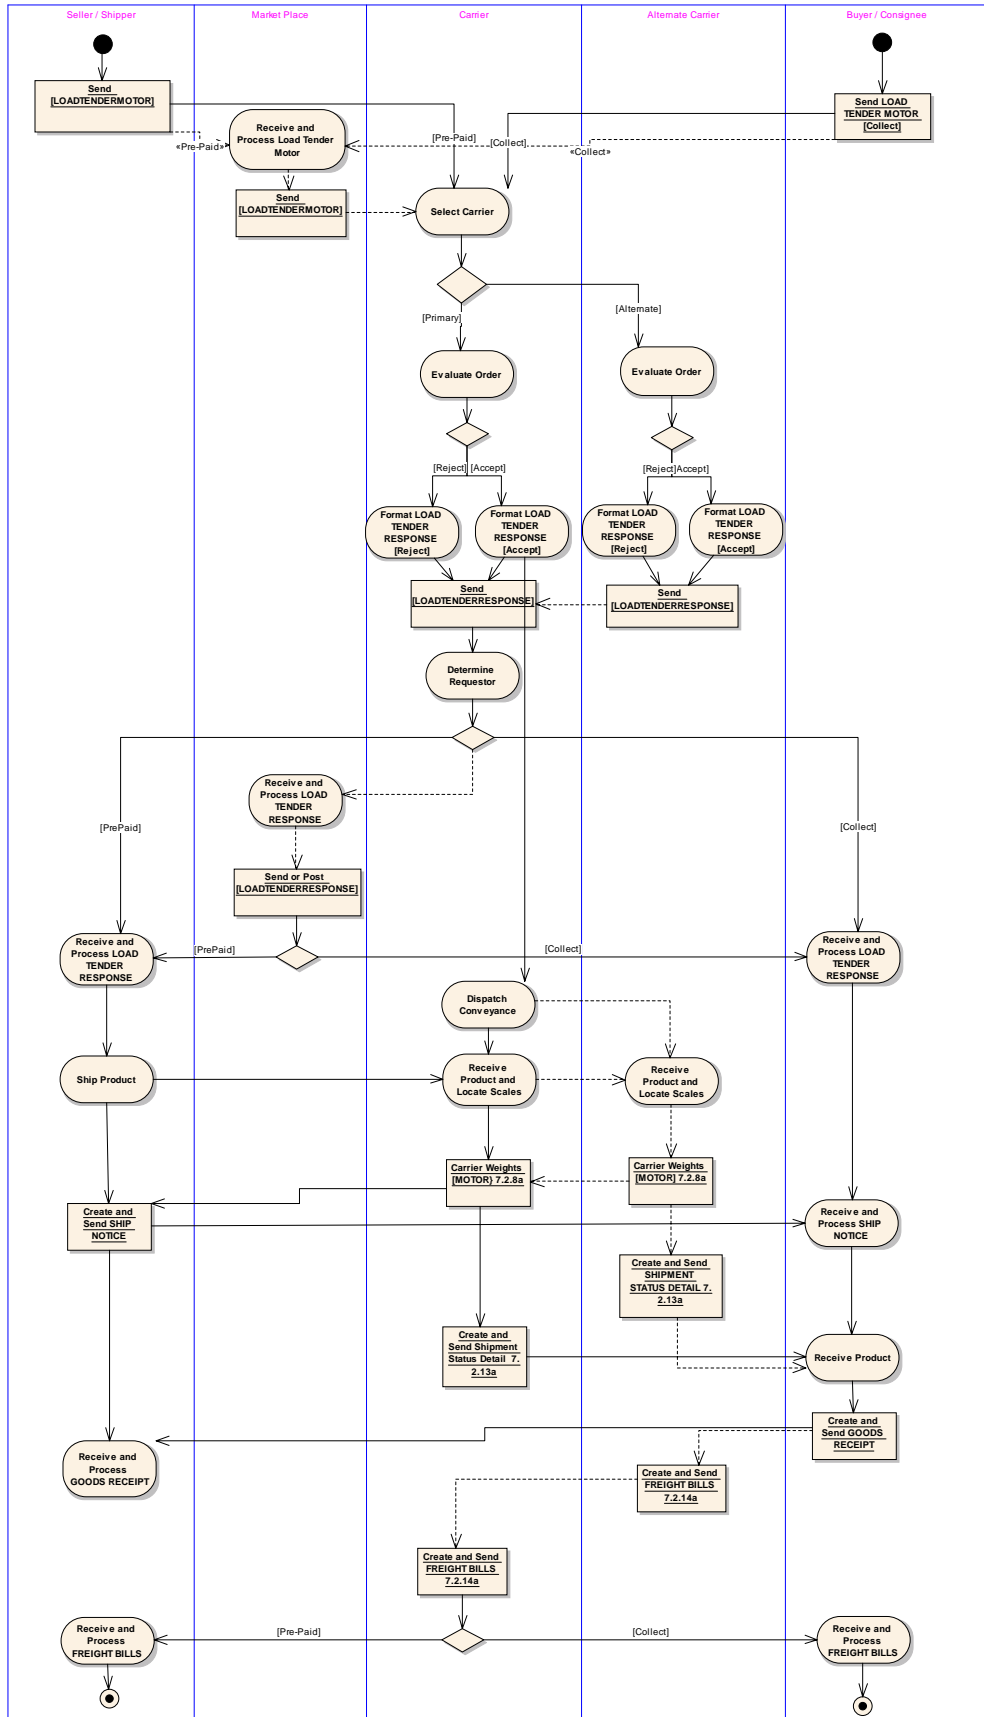 Seller / Shipper
Market Place
Carrier
Alternate Carrier
Buyer / Consignee
Send
[LOADTENDERMOTOR]
Send LOAD
TENDER MOTOR
[Collect]
Receive and
Process Load Tender
Motor
[Pre-Paid]
[Collect]
«Pre-Paid»
«Collect»
Send
[LOADTENDERMOTOR]
Select Carrier
[Primary]
[Alternate]
Evaluate Order
Evaluate Order
[Reject]
[Accept]
[Reject]
Accept]
Format LOAD
TENDER
RESPONSE
[Reject]
Format LOAD
TENDER
RESPONSE
[Accept]
Format LOAD
TENDER
RESPONSE
[Reject]
Format LOAD
TENDER
RESPONSE
[Accept]
Send
[LOADTENDERRESPONSE]
Send
[LOADTENDERRESPONSE]
Determine
Requestor
Receive and
Process LOAD
TENDER
RESPONSE
[PrePaid]
[Collect]
Send or Post
[LOADTENDERRESPONSE]
Receive and
Process LOAD
TENDER
RESPONSE
[PrePaid]
[Collect]
Receive and
Process LOAD
TENDER
RESPONSE
Dispatch
Conveyance
Ship Product
Receive
Product and
Locate Scales
Receive
Product and
Locate Scales
Carrier Weights
[MOTOR} 7.2.8a
Carrier Weights
[MOTOR] 7.2.8a
Create and
Send SHIP
NOTICE
Receive and
Process SHIP
NOTICE
Create and Send
SHIPMENT
STATUS DETAIL 7.
2.13a
Create and
Send Shipment
Status Detail 7.
2.13a
Receive Product
Create and
Send GOODS
RECEIPT
Receive and
Process
GOODS RECEIPT
Create and Send
FREIGHT BILLS
7.2.14a
Create and Send
FREIGHT BILLS
7.2.14a
Receive and
Process
FREIGHT BILLS
[Pre-Paid]
[Collect]
Receive and
Process
FREIGHT BILLS